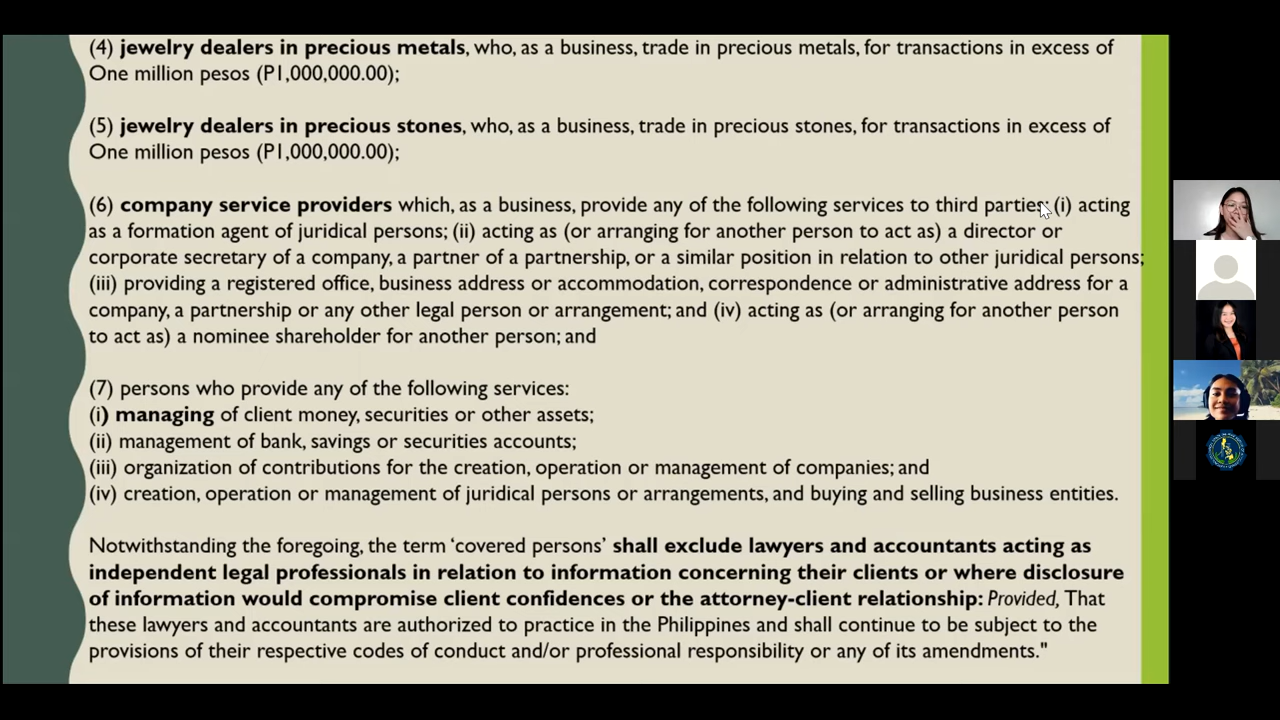 (4) jewelry dealers in precious metals, who, as a business, trade in precious metals, for transactions in excess of
One million pesos (P1,000,000.00);
(5) jewelry dealers in precious stones, who, as a business, trade in precious stones, for transactions in excess of
One million pesos (P1,000,000.00);
(6) company service providers which, as a business, provide any of the following services to third parties: (i) acting
as a formation agent of juridical persons; (ii) acting as (or arranging for another person to act as) a director or
corporate secretary of a company, a partner of a partnership, or a similar position in relation to other juridical persons;
(iii) providing a registered office, business address or accommodation, correspondence or administrative address for a
company, a partnership or any other legal person or arrangement; and (iv) acting as (or arranging for another person
to act as) a nominee shareholder for another person; and
(7) persons who provide any of the following services:
(i) managing of client money, securities or other assets;
(ii) management of bank, savings or securities accounts;
(iii) organization of contributions for the creation, operation or management of companies; and
(iv) creation, operation or management of juridical persons or arrangements, and buying and selling business entities.
Notwithstanding the foregoing, the term ‘covered persons’ shall exclude lawyers and accountants acting as
independent legal professionals in relation to information concerning their clients or where disclosure
of information would compromise client confidences or the attorney-client relationship: Provided, That
these lawyers and accountants are authorized to practice in the Philippines and shall continue to be subject to the
provisions of their respective codes of conduct and/or professional responsibility or any of its amendments."